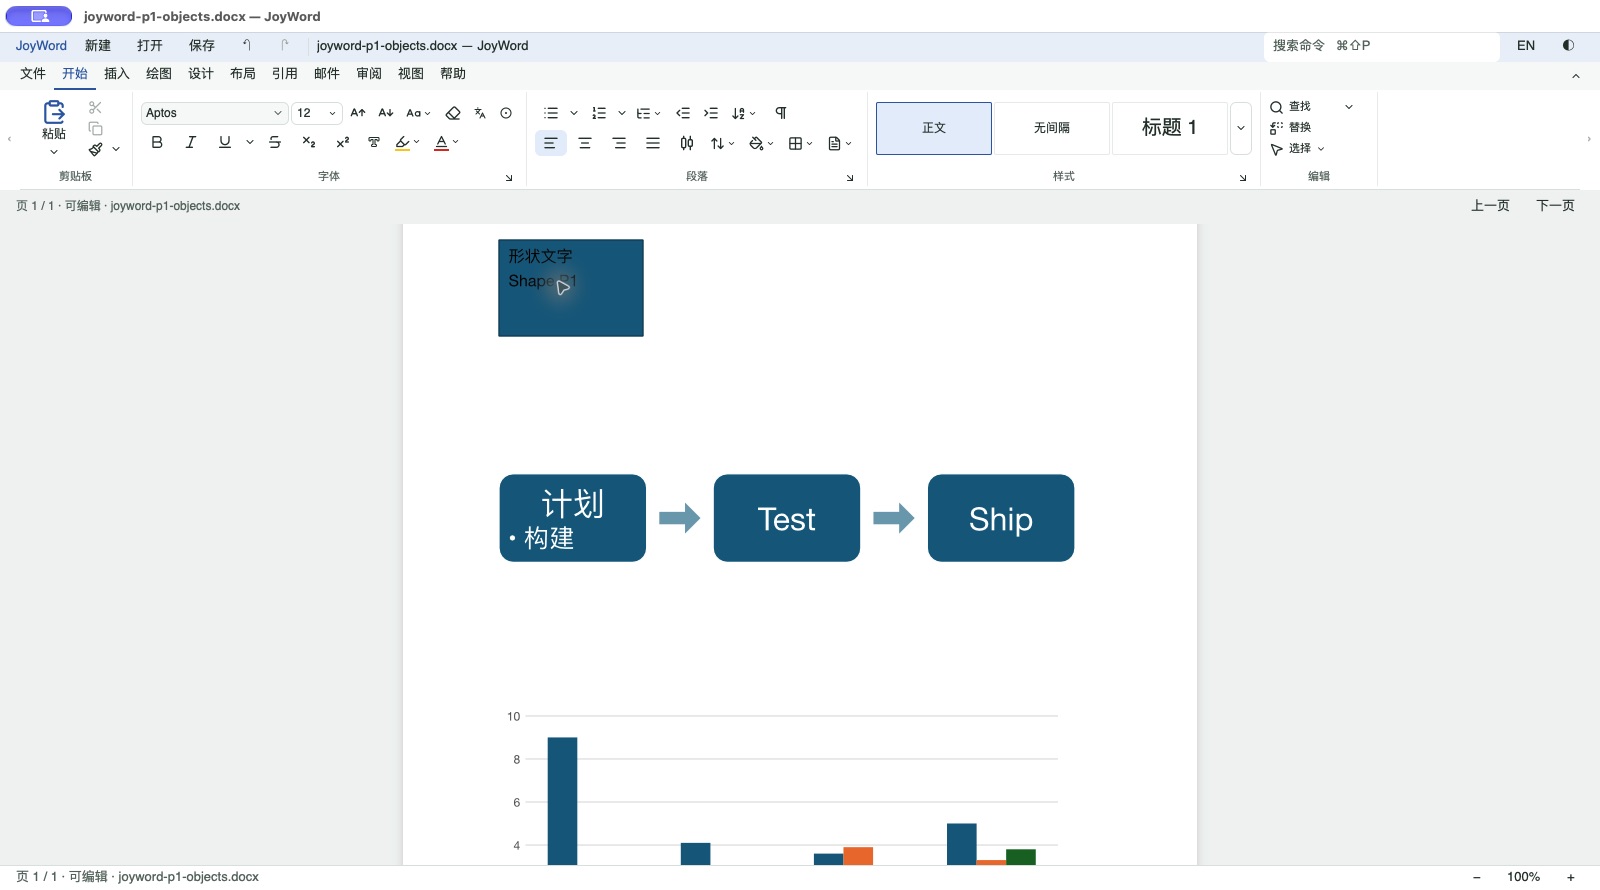 joyword-p1-objects.docx — JoyWord
JoyWord 新建 打开 保存 joyword-p1-objects.docx — JoyWord 搜索命令 ⌘⇧P EN
文件 开始 插入 绘图 设计 布局 引用 邮件 审阅 视图 帮助
粘贴
剪贴板
Aptos 12 Aa
B I U S X₂ X² A
字体
段落
正文 无间隔 标题 1
样式
查找
替换
选择
编辑
页 1 / 1 · 可编辑 · joyword-p1-objects.docx 上一页 下一页
形状文字
Shape P1
计划
• 构建
Test
Ship
10
8
6
4
页 1 / 1 · 可编辑 · joyword-p1-objects.docx − 100% +